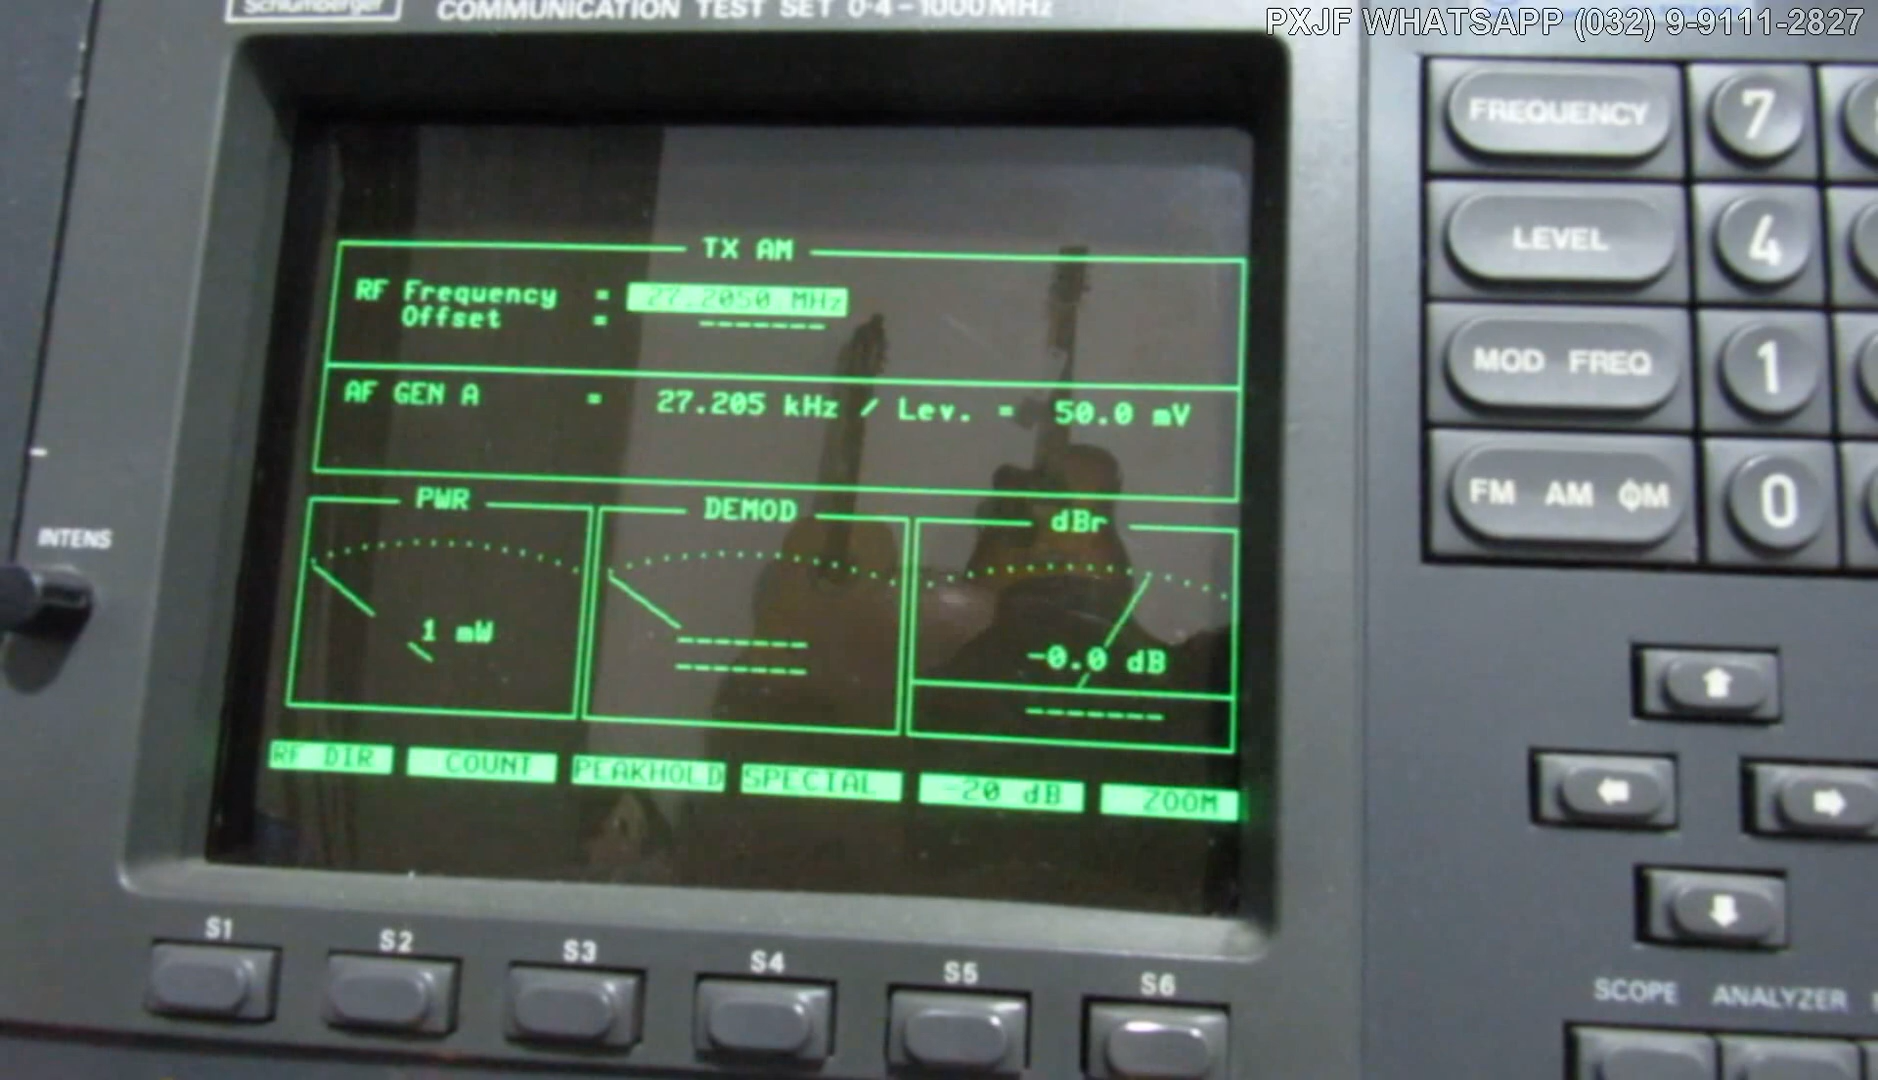 PXJF WHATSAPP (032) 9-9111-2827
Schlumberger
COMMUNICATION TEST SET 0·4-1000MHz
TX AM
RF Frequency = 27.2050 MHz
Offset = -------
AF GEN A = 27.205 kHz / Lev. = 50.0 mV
PWR
1 mW
DEMOD
-------
-------
dBr
-0.0 dB
-------
RF DIR
COUNT
PEAKHOLD
SPECIAL
-20 dB
ZOOM
INTENS
S1
S2
S3
S4
S5
S6
FREQUENCY
7
LEVEL
4
MOD FREQ
1
FM AM ΦM
0
SCOPE
ANALYZER